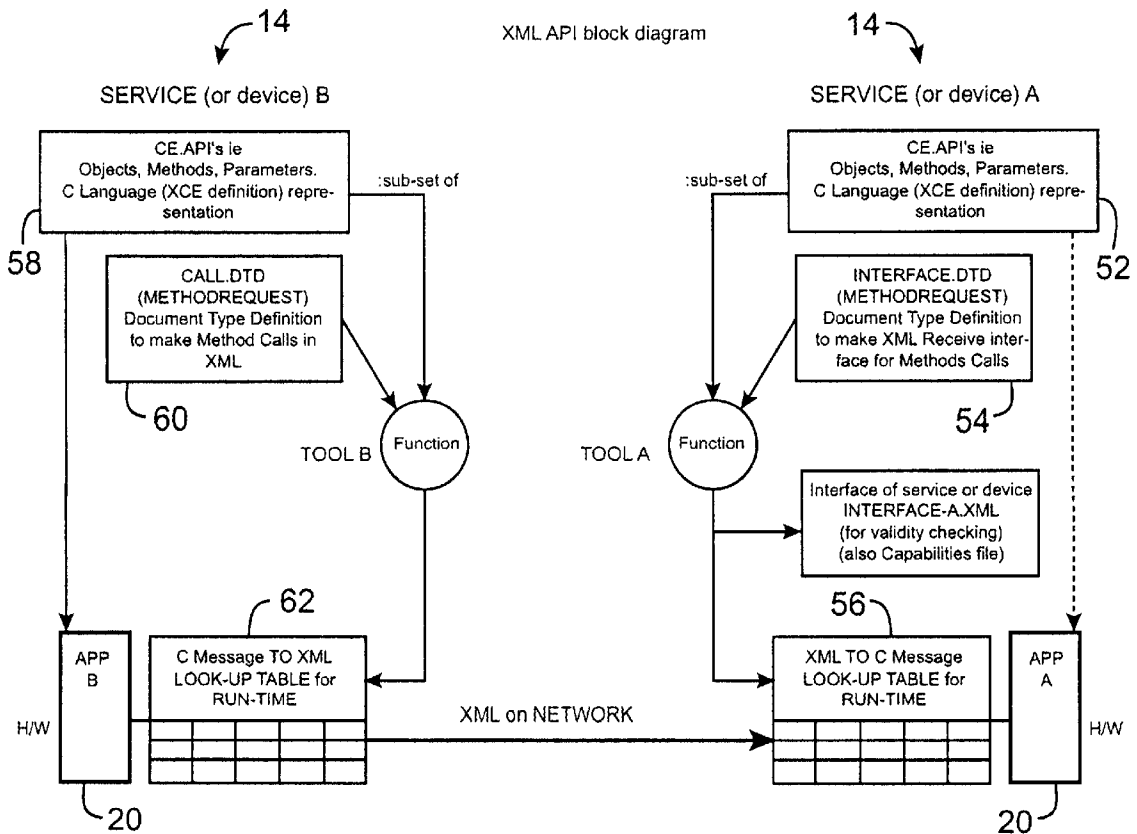 14
XML API block diagram
14
SERVICE (or device) B
SERVICE (or device) A
CE.API's ie
Objects, Methods, Parameters.
C Language (XCE definition) repre-
sentation
:sub-set of
:sub-set of
CE.API's ie
Objects, Methods, Parameters.
C Language (XCE definition) repre-
sentation
58
52
CALL.DTD
(METHODREQUEST)
Document Type Definition
to make Method Calls in
XML
INTERFACE.DTD
(METHODREQUEST)
Document Type Definition
to make XML Receive inter-
face for Methods Calls
60
54
TOOL B
Function
TOOL A
Function
Interface of service or device
INTERFACE-A.XML
(for validity checking)
(also Capabilities file)
62
56
APP
B
C Message TO XML
LOOK-UP TABLE for
RUN-TIME
XML TO C Message
LOOK-UP TABLE for
RUN-TIME
APP
A
H/W
XML on NETWORK
H/W
20
20